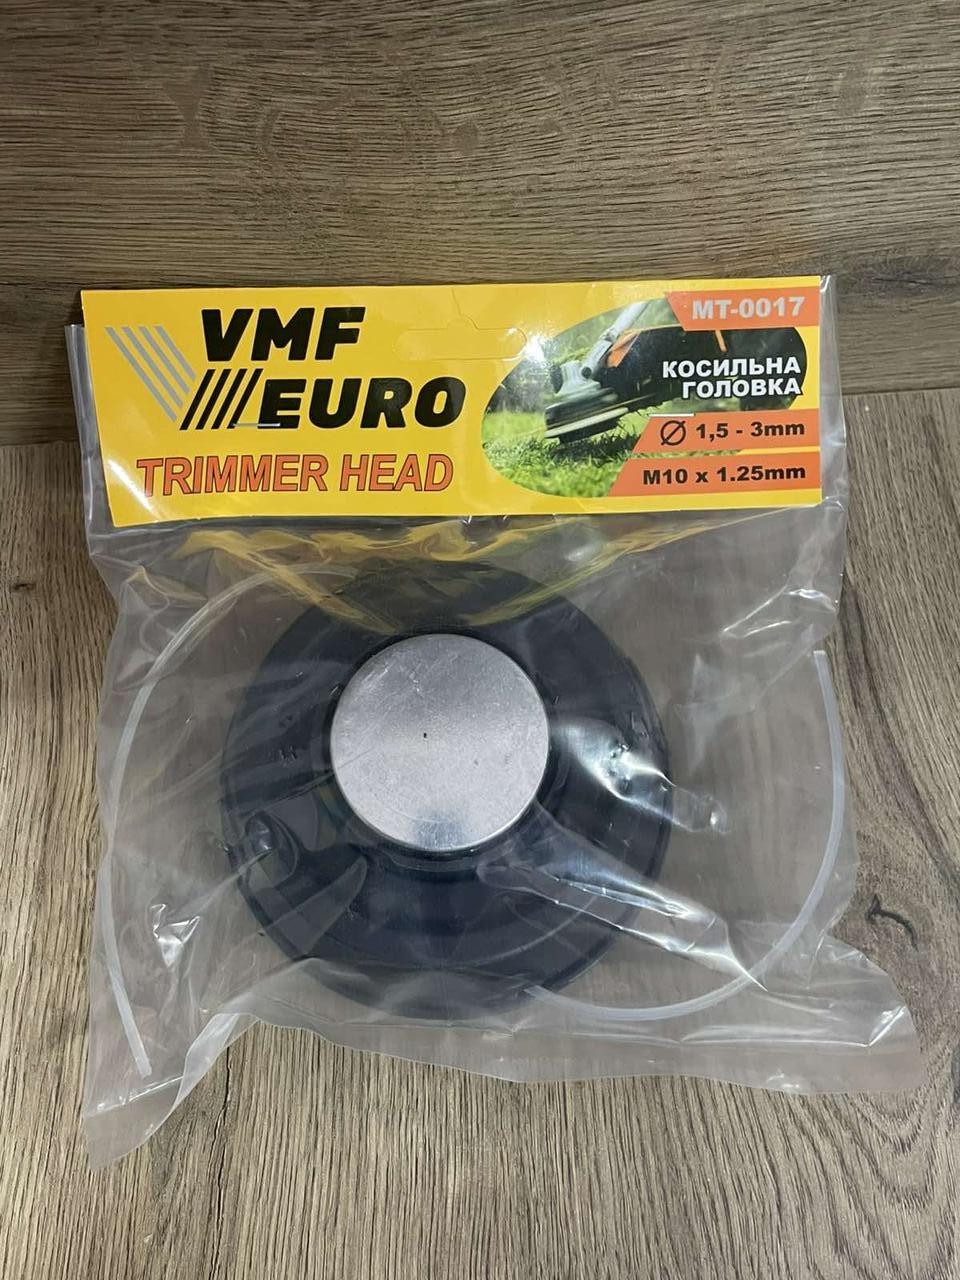 VMF
EURO
TRIMMER HEAD
MT-0017
КОСИЛЬНА
ГОЛОВКА
Ø 1,5 - 3mm
M10 x 1.25mm